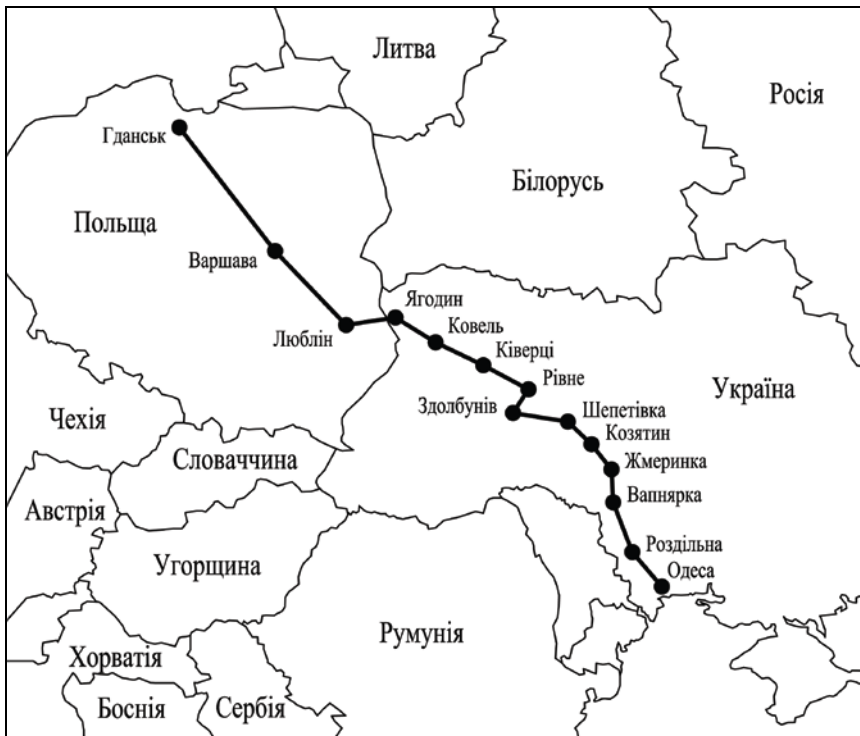 Литва
Росія
Гданськ
Білорусь
Польща
Варшава
Ягодин
Люблін
Ковель
Ківерці
Рівне
Україна
Здолбунів
Шепетівка
Чехія
Козятин
Словаччина
Жмеринка
Вапнярка
Австрія
Роздільна
Угорщина
Одеса
Румунія
Хорватія
Боснія
Сербія